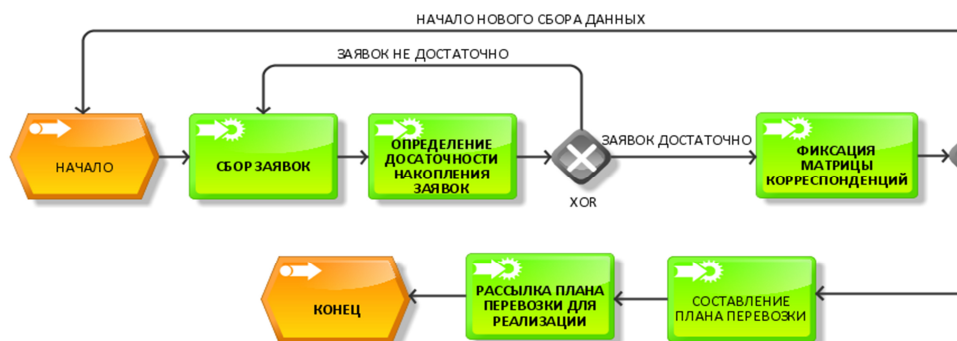 НАЧАЛО НОВОГО СБОРА ДАННЫХ
ЗАЯВОК НЕ ДОСТАТОЧНО
НАЧАЛО
СБОР ЗАЯВОК
ОПРЕДЕЛЕНИЕ
ДОСАТОЧНОСТИ
НАКОПЛЕНИЯ
ЗАЯВОК
XOR
ЗАЯВОК ДОСТАТОЧНО
ФИКСАЦИЯ
МАТРИЦЫ
КОРРЕСПОНДЕНЦИЙ
КОНЕЦ
РАССЫЛКА ПЛАНА
ПЕРЕВОЗКИ ДЛЯ
РЕАЛИЗАЦИИ
СОСТАВЛЕНИЕ
ПЛАНА ПЕРЕВОЗКИ